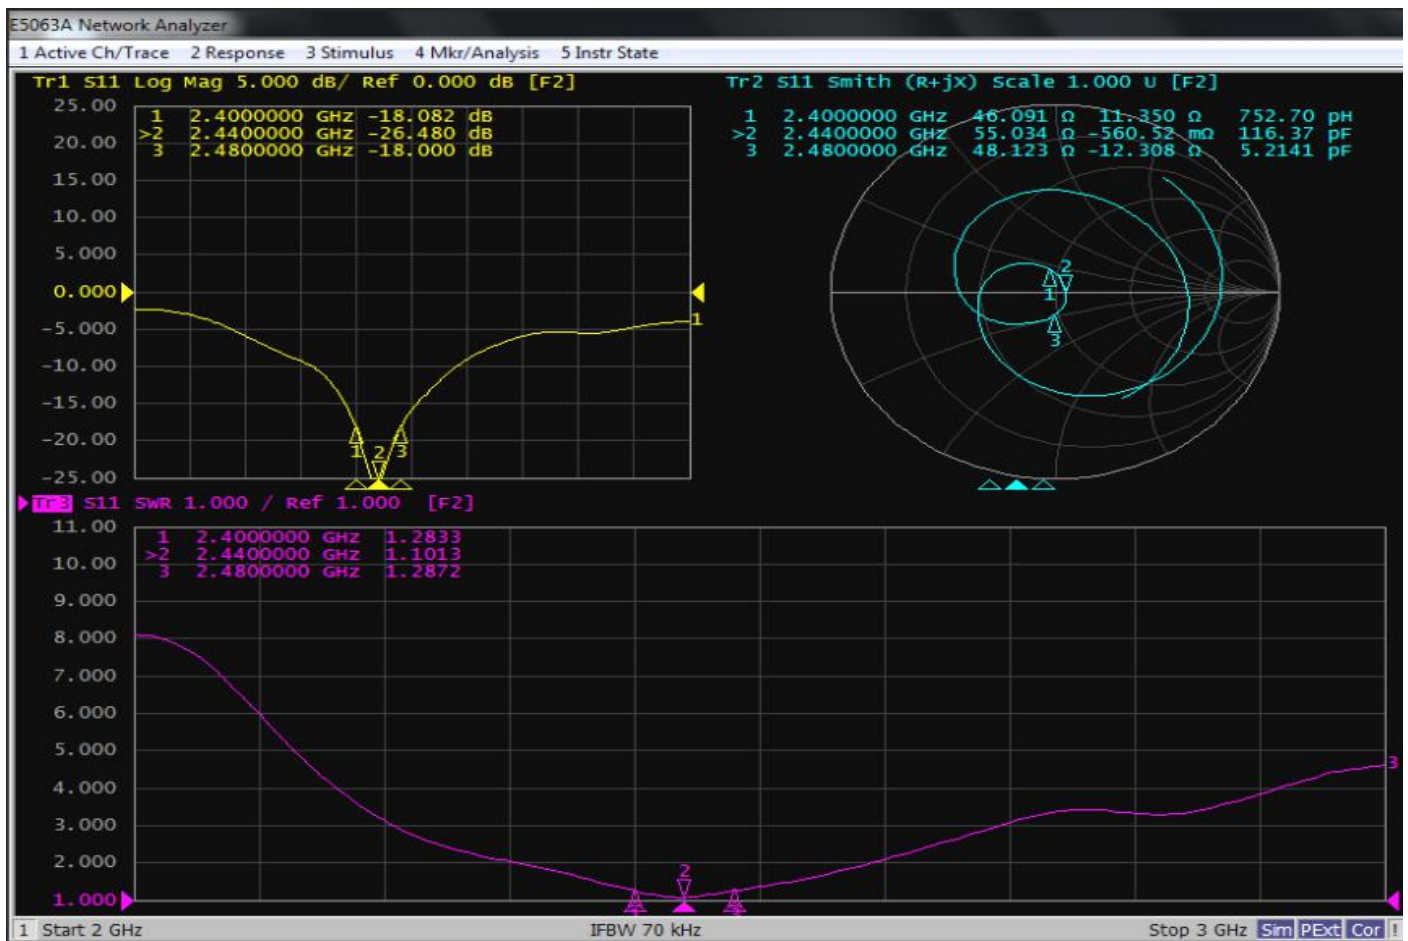 E5063A Network Analyzer
1 Active Ch/Trace 2 Response 3 Stimulus 4 Mkr/Analysis 5 Instr State
Tr1 S11 Log Mag 5.000 dB/ Ref 0.000 dB [F2]
25.00
20.00
15.00
10.00
5.000
0.000
-5.000
-10.00
-15.00
-20.00
-25.00
1 2.4000000 GHz -18.082 dB
>2 2.4400000 GHz -26.480 dB
3 2.4800000 GHz -18.000 dB
1
2
3
1
Tr2 S11 Smith (R+jX) Scale 1.000 U [F2]
1 2.4000000 GHz 46.091 Ω 11.350 Ω 752.70 pH
>2 2.4400000 GHz 55.034 Ω -560.52 mΩ 116.37 pF
3 2.4800000 GHz 48.123 Ω -12.308 Ω 5.2141 pF
2
1
3
Tr3 S11 SWR 1.000 / Ref 1.000 [F2]
11.00
10.00
9.000
8.000
7.000
6.000
5.000
4.000
3.000
2.000
1.000
1 2.4000000 GHz 1.2833
>2 2.4400000 GHz 1.1013
3 2.4800000 GHz 1.2872
2
3
1 Start 2 GHz IFBW 70 kHz Stop 3 GHz Sim PExt Cor !